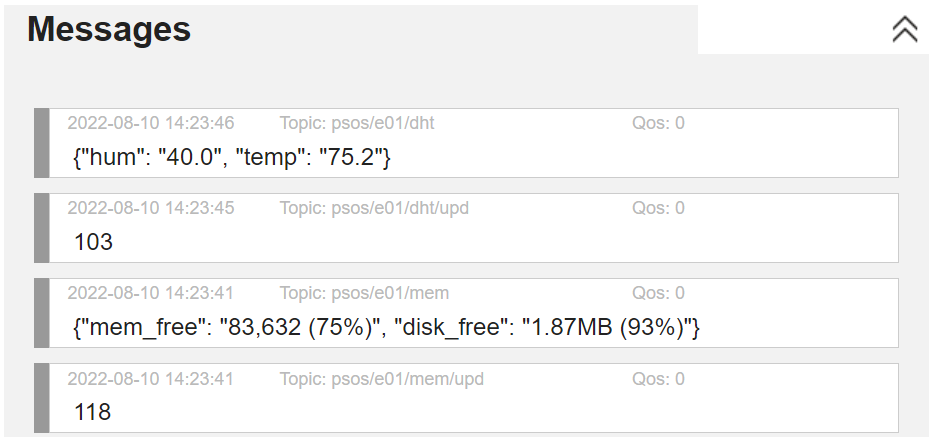 Messages
2022-08-10 14:23:46 Topic: psos/e01/dht Qos: 0
{"hum": "40.0", "temp": "75.2"}
2022-08-10 14:23:45 Topic: psos/e01/dht/upd Qos: 0
103
2022-08-10 14:23:41 Topic: psos/e01/mem Qos: 0
{"mem_free": "83,632 (75%)", "disk_free": "1.87MB (93%)"}
2022-08-10 14:23:41 Topic: psos/e01/mem/upd Qos: 0
118